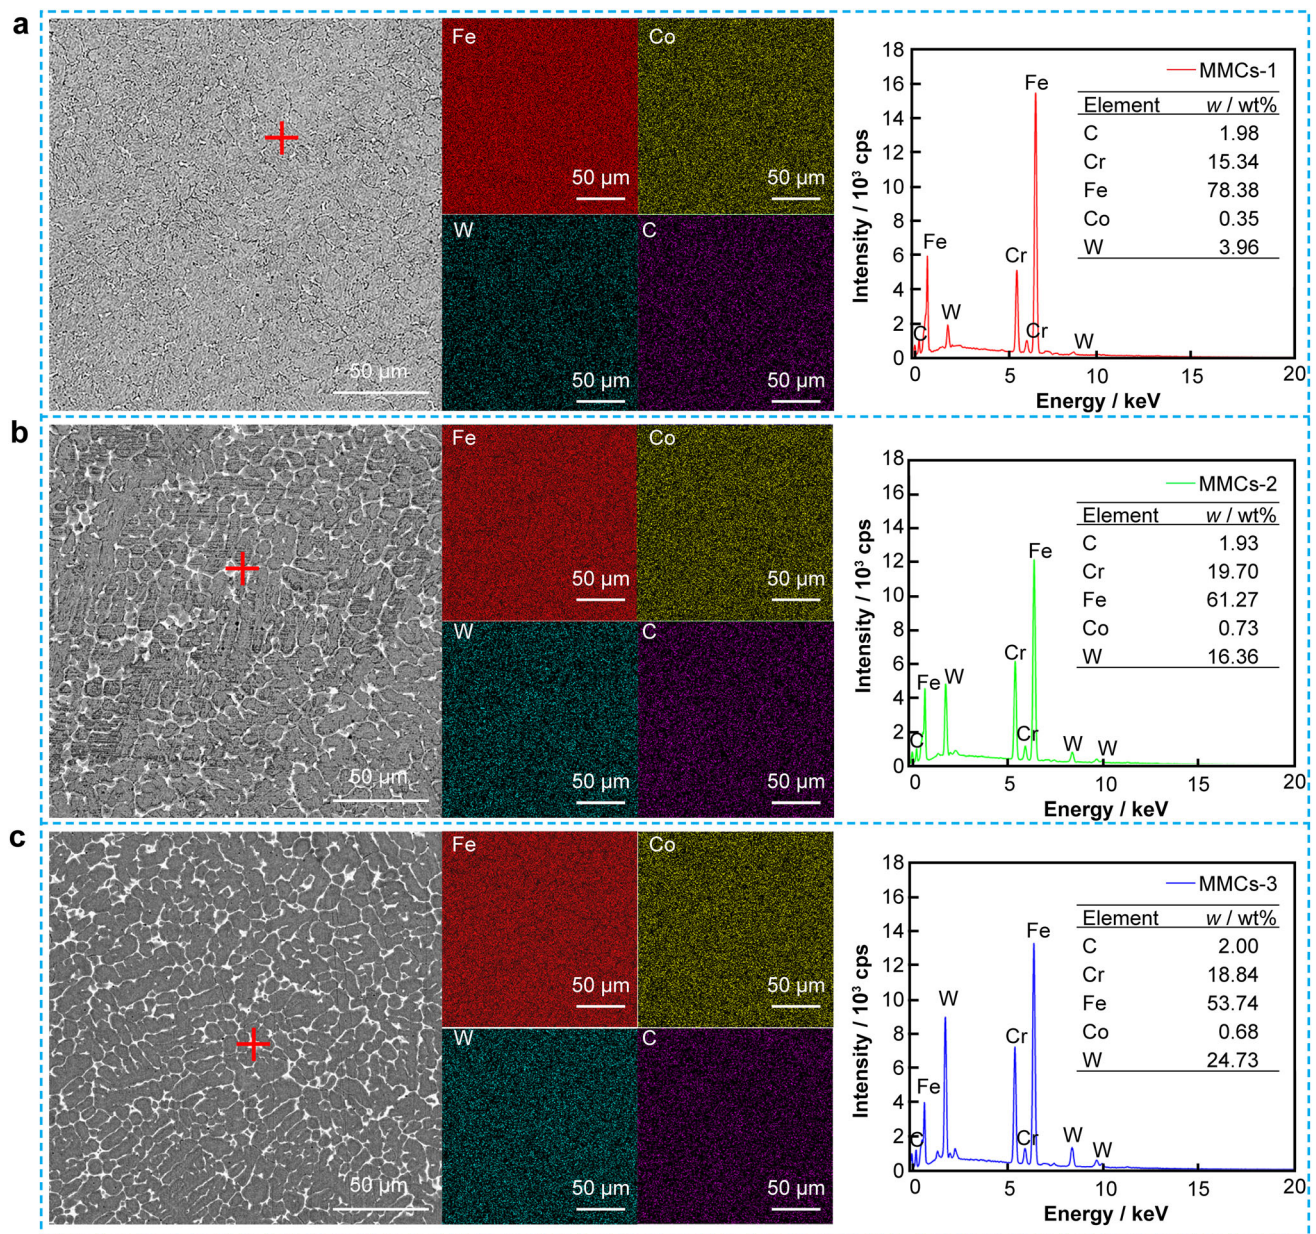 a
Fe
Co
50 µm
50 µm
W
C
50 µm
50 µm
50 µm
18
16
14
12
10
8
6
4
2
0
Intensity / 10³ cps
MMCs-1
Element w / wt%
C 1.98
Cr 15.34
Fe 78.38
Co 0.35
W 3.96
Fe
Fe
Cr
W
C
Cr
W
0 5 10 15 20
Energy / keV
b
Fe
Co
50 µm
50 µm
W
C
50 µm
50 µm
50 µm
18
16
14
12
10
8
6
4
2
0
Intensity / 10³ cps
MMCs-2
Element w / wt%
C 1.93
Cr 19.70
Fe 61.27
Co 0.73
W 16.36
Fe
Cr
Fe W
C
Cr
W W
0 5 10 15 20
Energy / keV
c
Fe
Co
50 µm
50 µm
W
C
50 µm
50 µm
50 µm
18
16
14
12
10
8
6
4
2
0
Intensity / 10³ cps
MMCs-3
Element w / wt%
C 2.00
Cr 18.84
Fe 53.74
Co 0.68
W 24.73
Fe
W
Cr
Fe
C
Cr
W
W
0 5 10 15 20
Energy / keV